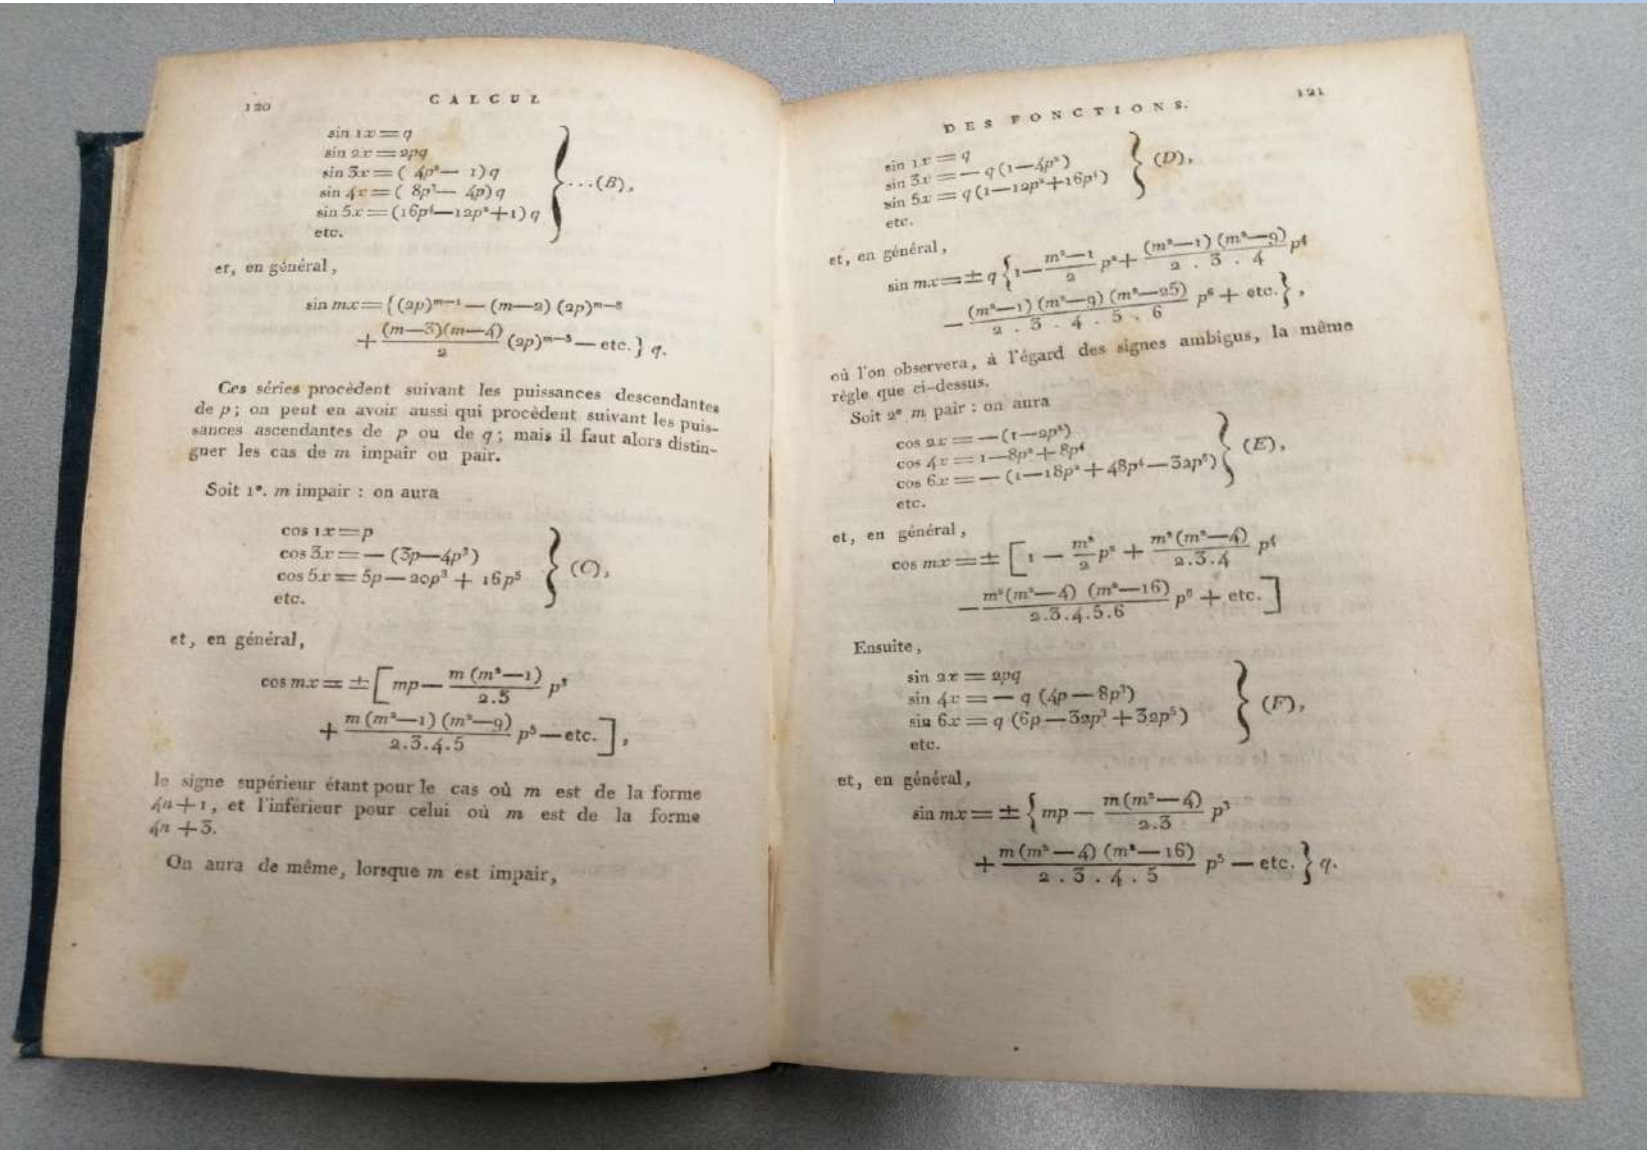 120
CALCUL
sin 1x = q
sin 2x = 2pq
sin 3x = ( 4p² — 1) q
sin 4x = ( 8p³ — 4p) q
sin 5x = (16p⁴ — 12p² + 1) q
etc.
...(B),
et, en général,
sin mx = { (2p)ᵐ⁻¹ — (m—2) (2p)ᵐ⁻³
+ (m—3)(m—4)/2 (2p)ᵐ⁻⁵ — etc. } q.
Ces séries procèdent suivant les puissances descendantes
de p; on peut en avoir aussi qui procèdent suivant les puis-
sances ascendantes de p ou de q; mais il faut alors distin-
guer les cas de m impair ou pair.
Soit 1°. m impair : on aura
cos 1x = p
cos 3x = — (3p — 4p³)
cos 5x = 5p — 20p³ + 16p⁵
etc.
(C),
et, en général,
cos mx = ± [ mp — m (m²—1)/2.3 p³
+ m (m²—1) (m²—9)/2.3.4.5 p⁵ — etc. ],
le signe supérieur étant pour le cas où m est de la forme
4n + 1, et l'inférieur pour celui où m est de la forme
4n + 3.
On aura de même, lorsque m est impair,
DES FONCTIONS.
121
sin 1x = q
sin 3x = — q (1 — 4p²)
sin 5x = q (1 — 12p² + 16p⁴)
etc.
(D),
et, en général,
sin mx = ± q { 1 — m²—1/2 p² + (m²—1) (m²—9)/2 . 3 . 4 p⁴
— (m²—1) (m²—9) (m²—25)/2 . 3 . 4 . 5 . 6 p⁶ + etc. },
où l'on observera, à l'égard des signes ambigus, la même
règle que ci-dessus.
Soit 2° m pair : on aura
cos 2x = — (1—2p²)
cos 4x = 1—8p² + 8p⁴
cos 6x = — (1—18p² + 48p⁴ — 32p⁶)
etc.
(E),
et, en général,
cos mx = ± [ 1 — m²/2 p² + m² (m²—4)/2.3.4 p⁴
— m² (m²—4) (m²—16)/2.3.4.5.6 p⁶ + etc. ]
Ensuite,
sin 2x = 2pq
sin 4x = — q (4p — 8p³)
sin 6x = q (6p — 32p³ + 32p⁵)
etc.
(F),
et, en général,
sin mx = ± { mp — m (m²—4)/2.3 p³
+ m (m²—4) (m²—16)/2 . 3 . 4 . 5 p⁵ — etc. } q.